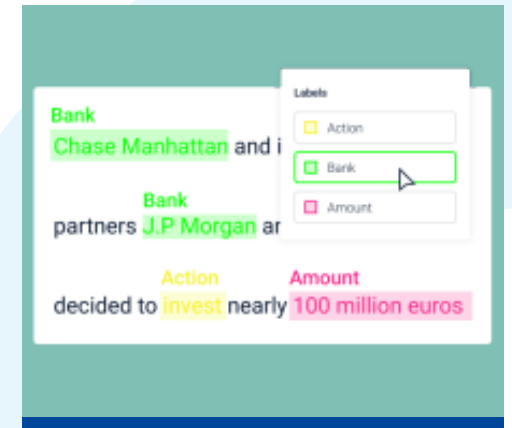 Bank
Chase Manhattan and i
Labels
Action
Bank
Amount
Bank
partners J.P Morgan ar
Action Amount
decided to invest nearly 100 million euros